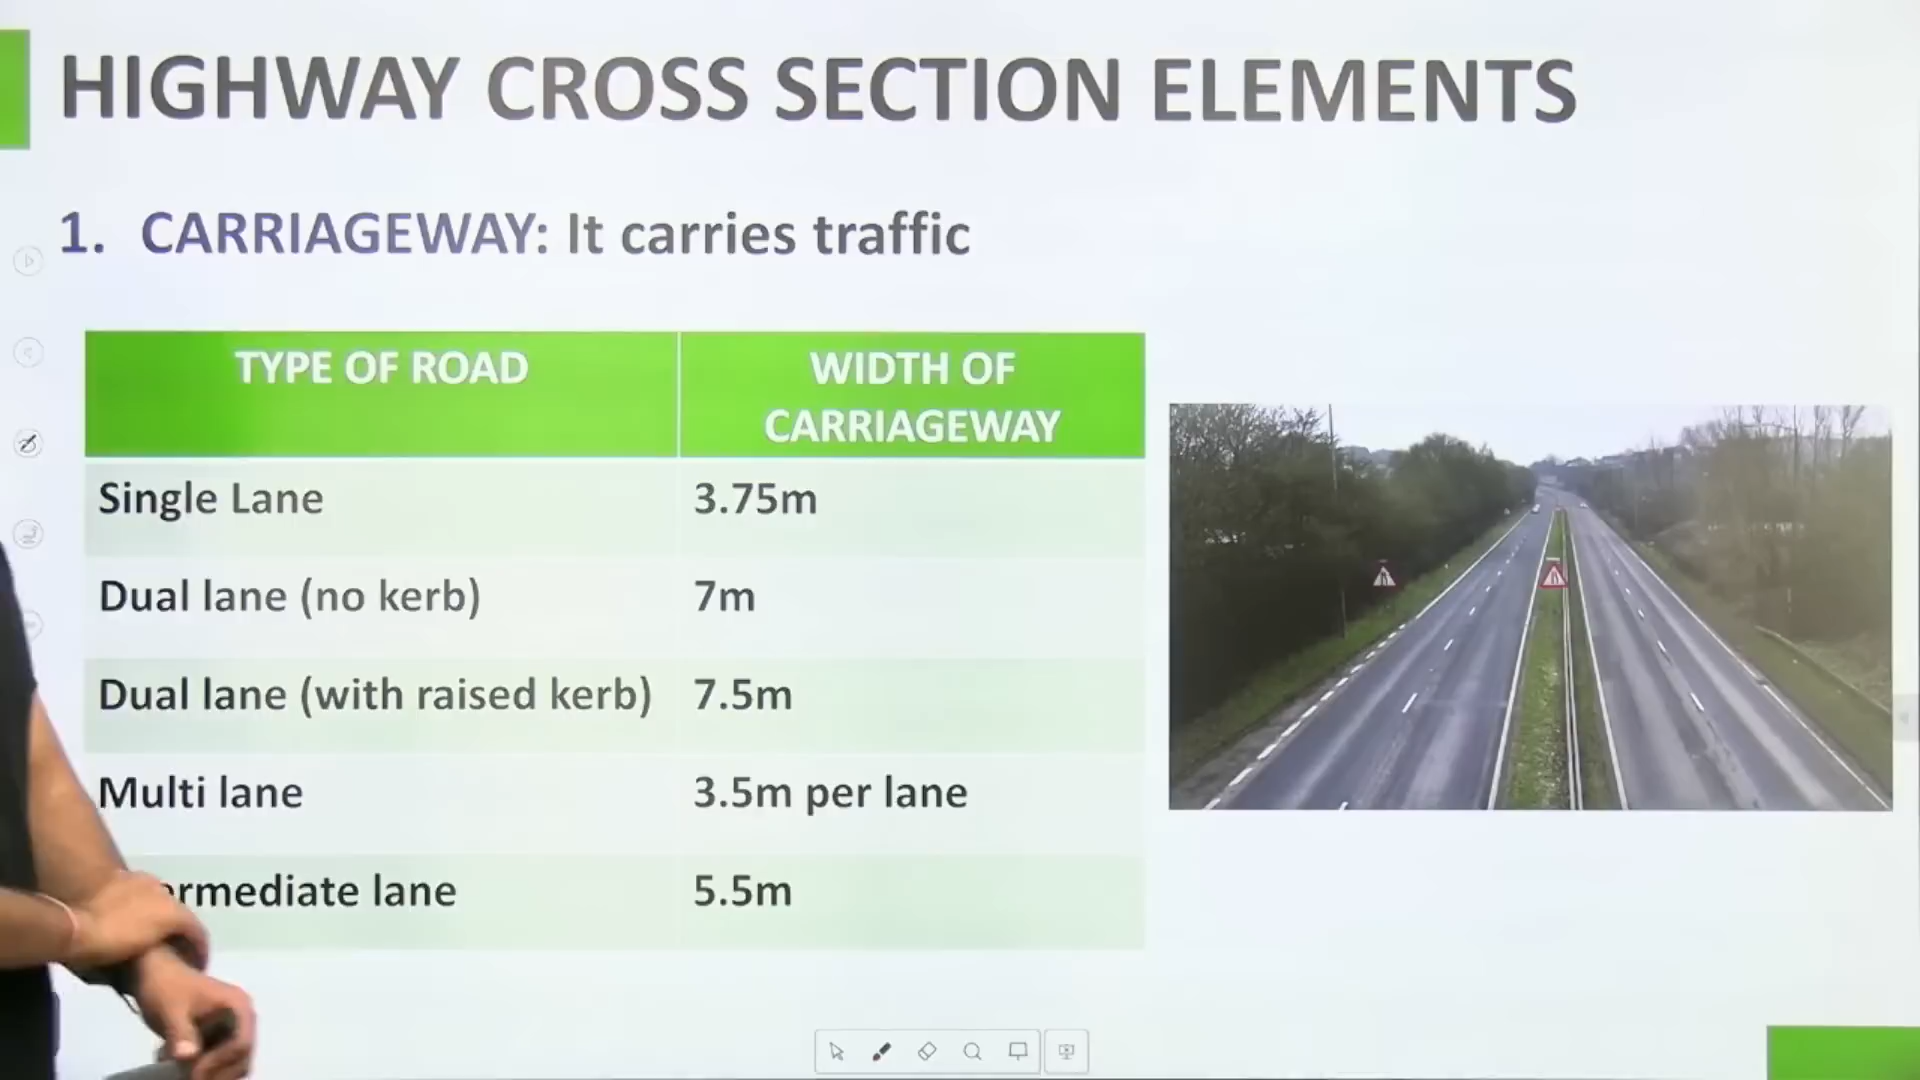 HIGHWAY CROSS SECTION ELEMENTS
1. CARRIAGEWAY: It carries traffic
TYPE OF ROAD
WIDTH OF
CARRIAGEWAY
Single Lane 3.75m
Dual lane (no kerb) 7m
Dual lane (with raised kerb) 7.5m
Multi lane 3.5m per lane
lane 5.5m